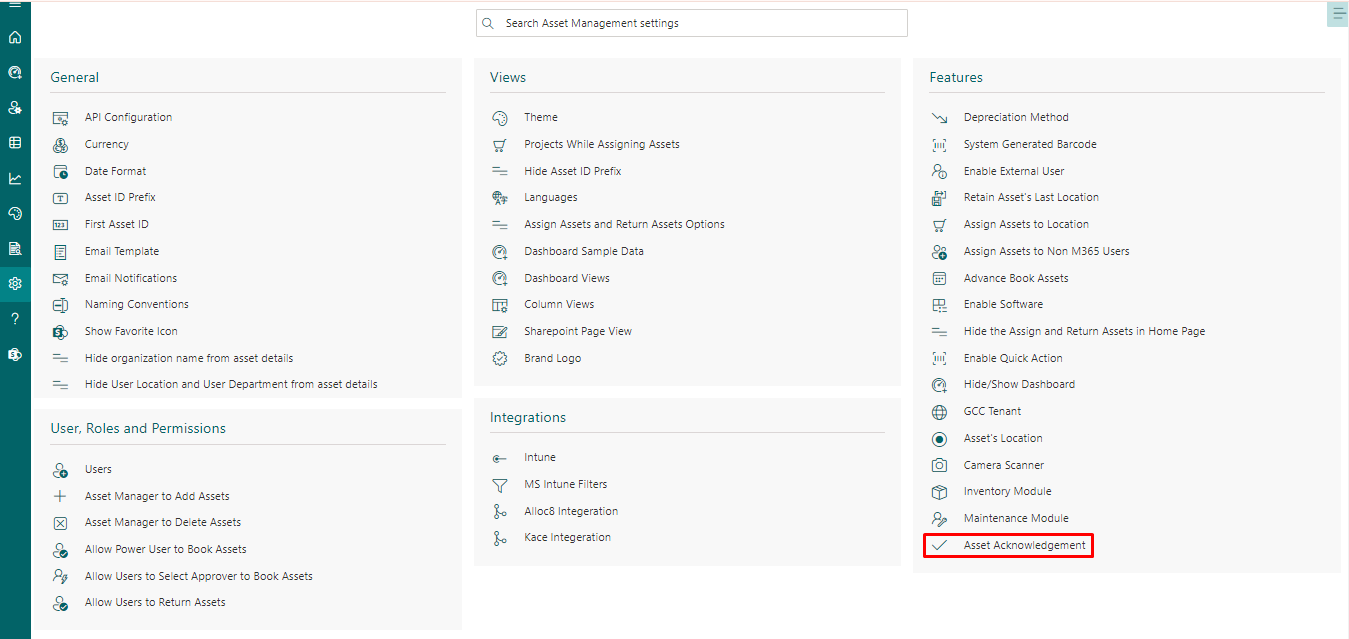 Search Asset Management settings
General
API Configuration
Currency
Date Format
Asset ID Prefix
First Asset ID
Email Template
Email Notifications
Naming Conventions
Show Favorite Icon
Hide organization name from asset details
Hide User Location and User Department from asset details
User, Roles and Permissions
Users
Asset Manager to Add Assets
Asset Manager to Delete Assets
Allow Power User to Book Assets
Allow Users to Select Approver to Book Assets
Allow Users to Return Assets
Views
Theme
Projects While Assigning Assets
Hide Asset ID Prefix
Languages
Assign Assets and Return Assets Options
Dashboard Sample Data
Dashboard Views
Column Views
Sharepoint Page View
Brand Logo
Integrations
Intune
MS Intune Filters
Alloc8 Integeration
Kace Integeration
Features
Depreciation Method
System Generated Barcode
Enable External User
Retain Asset's Last Location
Assign Assets to Location
Assign Assets to Non M365 Users
Advance Book Assets
Enable Software
Hide the Assign and Return Assets in Home Page
Enable Quick Action
Hide/Show Dashboard
GCC Tenant
Asset's Location
Camera Scanner
Inventory Module
Maintenance Module
Asset Acknowledgement